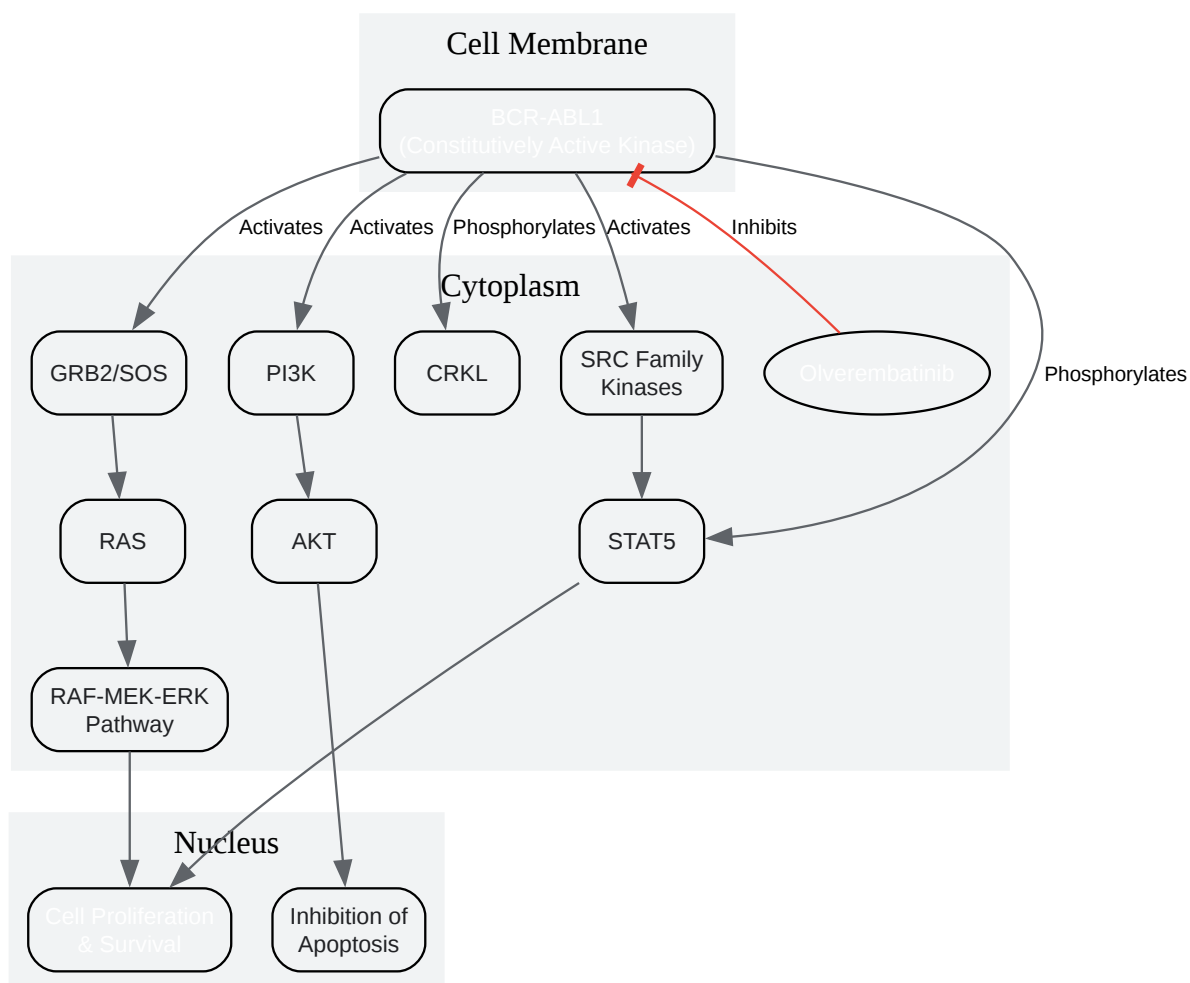 Cell Membrane
BCR-ABL1
(Constitutively Active Kinase)
Activates
Activates
Phosphorylates
Activates
Inhibits
Cytoplasm
GRB2/SOS
PI3K
CRKL
SRC Family
Kinases
Olverembatinib
Phosphorylates
RAS
AKT
STAT5
RAF-MEK-ERK
Pathway
Nucleus
Cell Proliferation
& Survival
Inhibition of
Apoptosis